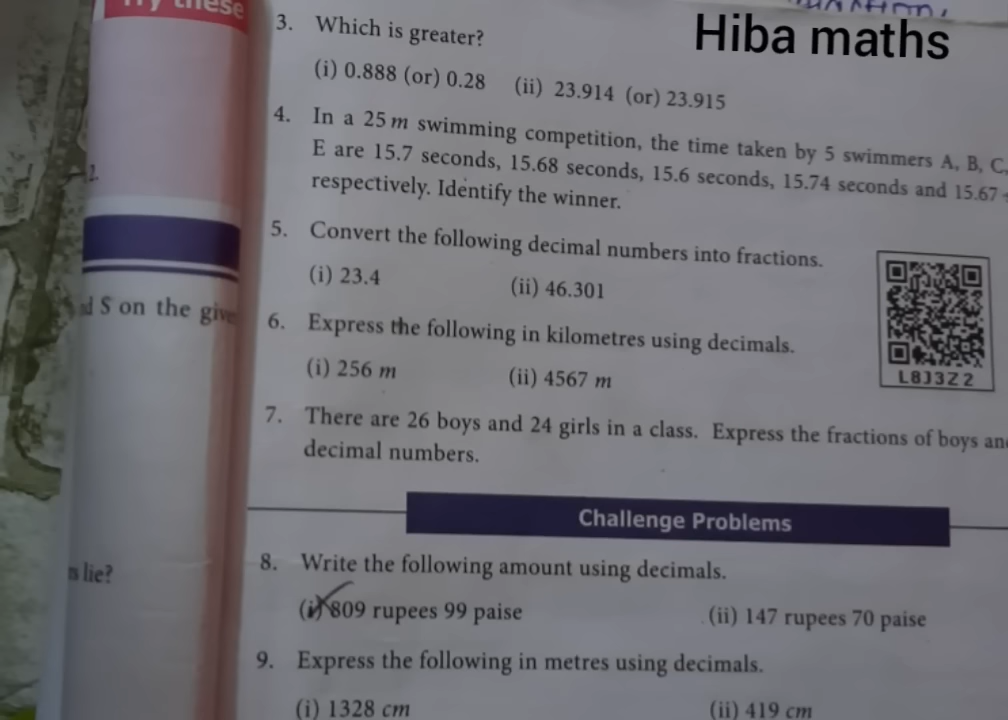 these
Hiba maths
3. Which is greater?
(i) 0.888 (or) 0.28 (ii) 23.914 (or) 23.915
4. In a 25 m swimming competition, the time taken by 5 swimmers A, B, C,
E are 15.7 seconds, 15.68 seconds, 15.6 seconds, 15.74 seconds and 15.67
respectively. Identify the winner.
5. Convert the following decimal numbers into fractions.
(i) 23.4 (ii) 46.301
S on the give
6. Express the following in kilometres using decimals.
(i) 256 m (ii) 4567 m
L8J3Z2
7. There are 26 boys and 24 girls in a class. Express the fractions of boys an
decimal numbers.
Challenge Problems
lie?
8. Write the following amount using decimals.
(i) 809 rupees 99 paise (ii) 147 rupees 70 paise
9. Express the following in metres using decimals.
(i) 1328 cm (ii) 419 cm